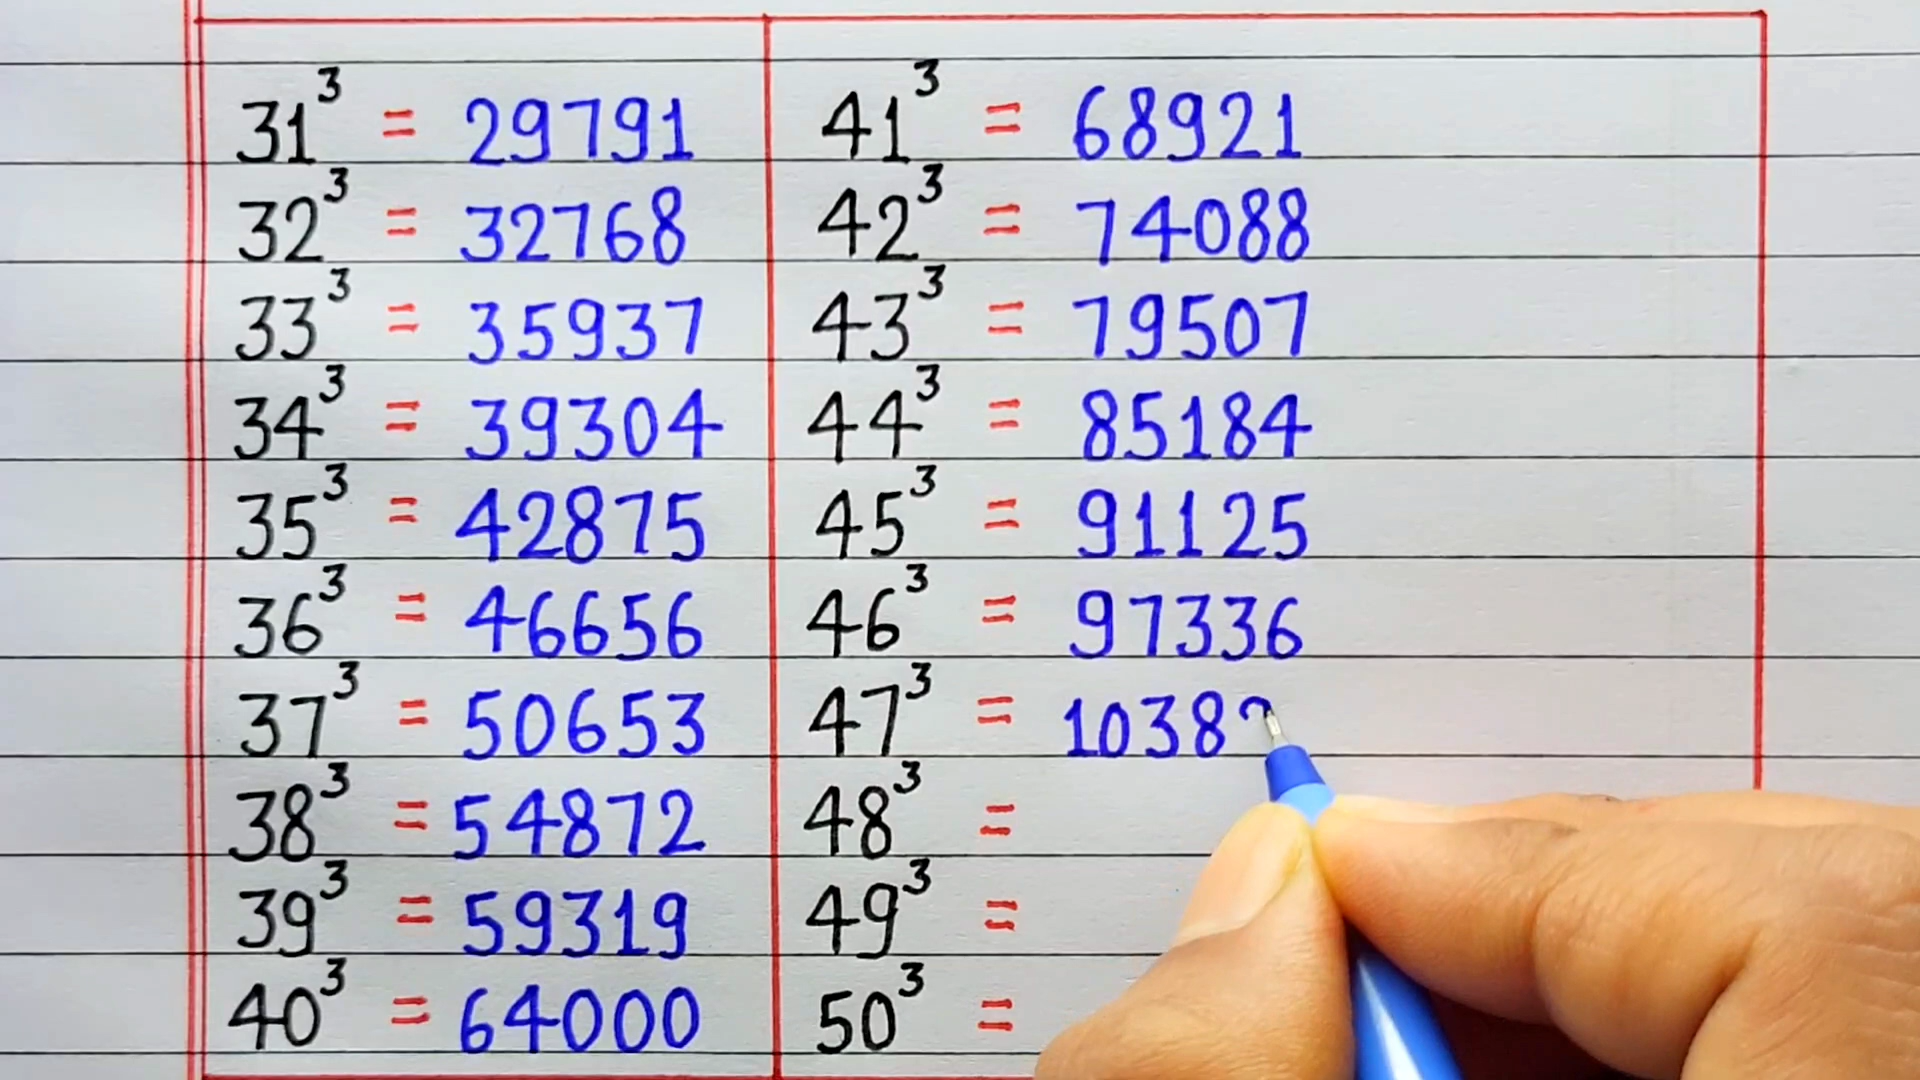 31³ = 29791
32³ = 32768
33³ = 35937
34³ = 39304
35³ = 42875
36³ = 46656
37³ = 50653
38³ = 54872
39³ = 59319
40³ = 64000
41³ = 68921
42³ = 74088
43³ = 79507
44³ = 85184
45³ = 91125
46³ = 97336
47³ = 1038
48³ =
49³ =
50³ =